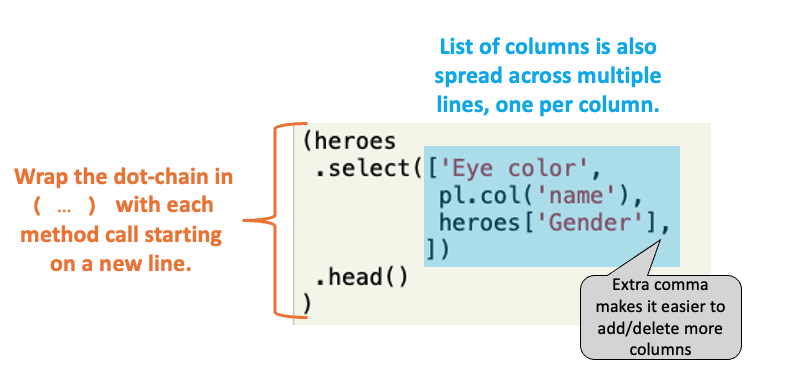 List of columns is also
spread across multiple
lines, one per column.
Wrap the dot-chain in
( … ) with each
method call starting
on a new line.
(heroes
 .select(['Eye color',
          pl.col('name'),
          heroes['Gender'],
         ])
 .head()
)
Extra comma
makes it easier to
add/delete more
columns